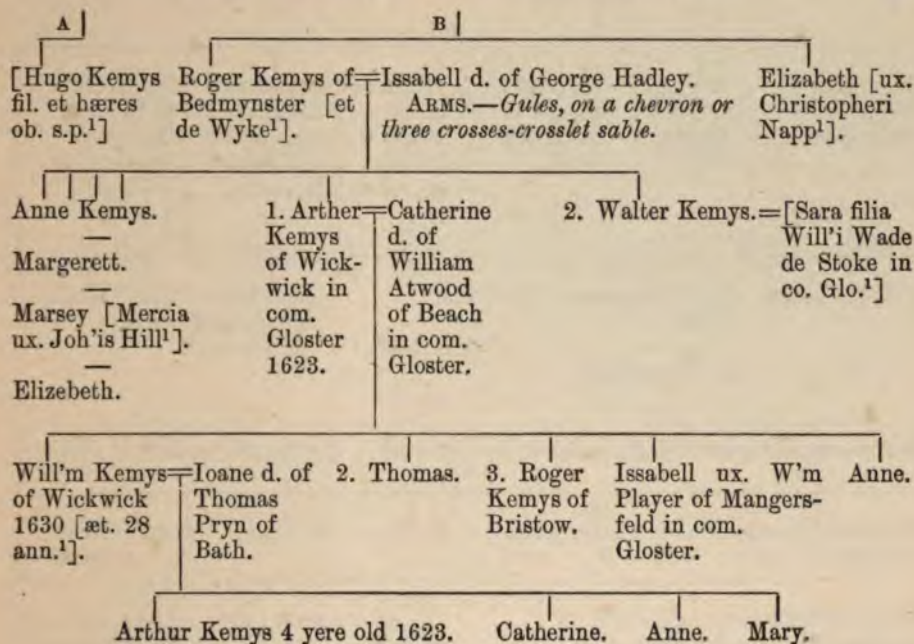 A B
[Hugo Kemys
fil. et hæres
ob. s.p.¹]
Roger Kemys of
Bedmynster [et
de Wyke¹].
Issabell d. of George Hadley.
ARMS.—Gules, on a chevron or
three crosses-crosslet sable.
Elizabeth [ux.
Christopheri
Napp¹].
Anne Kemys.
—
Margerett.
—
Marsey [Mercia
ux. Joh'is Hill¹].
—
Elizebeth.
1. Arther
Kemys
of Wick-
wick in
com.
Gloster
1623.
Catherine
d. of
William
Atwood
of Beach
in com.
Gloster.
2. Walter Kemys.=[Sara filia
Will'i Wade
de Stoke in
co. Glo.¹]
Will'm Kemys
of Wickwick
1630 [æt. 28
ann.¹].
Ioane d. of
Thomas
Pryn of
Bath.
2. Thomas.
3. Roger
Kemys of
Bristow.
Issabell ux. W'm
Player of Mangers-
feld in com.
Gloster.
Anne.
Arthur Kemys 4 yere old 1623. Catherine. Anne. Mary.